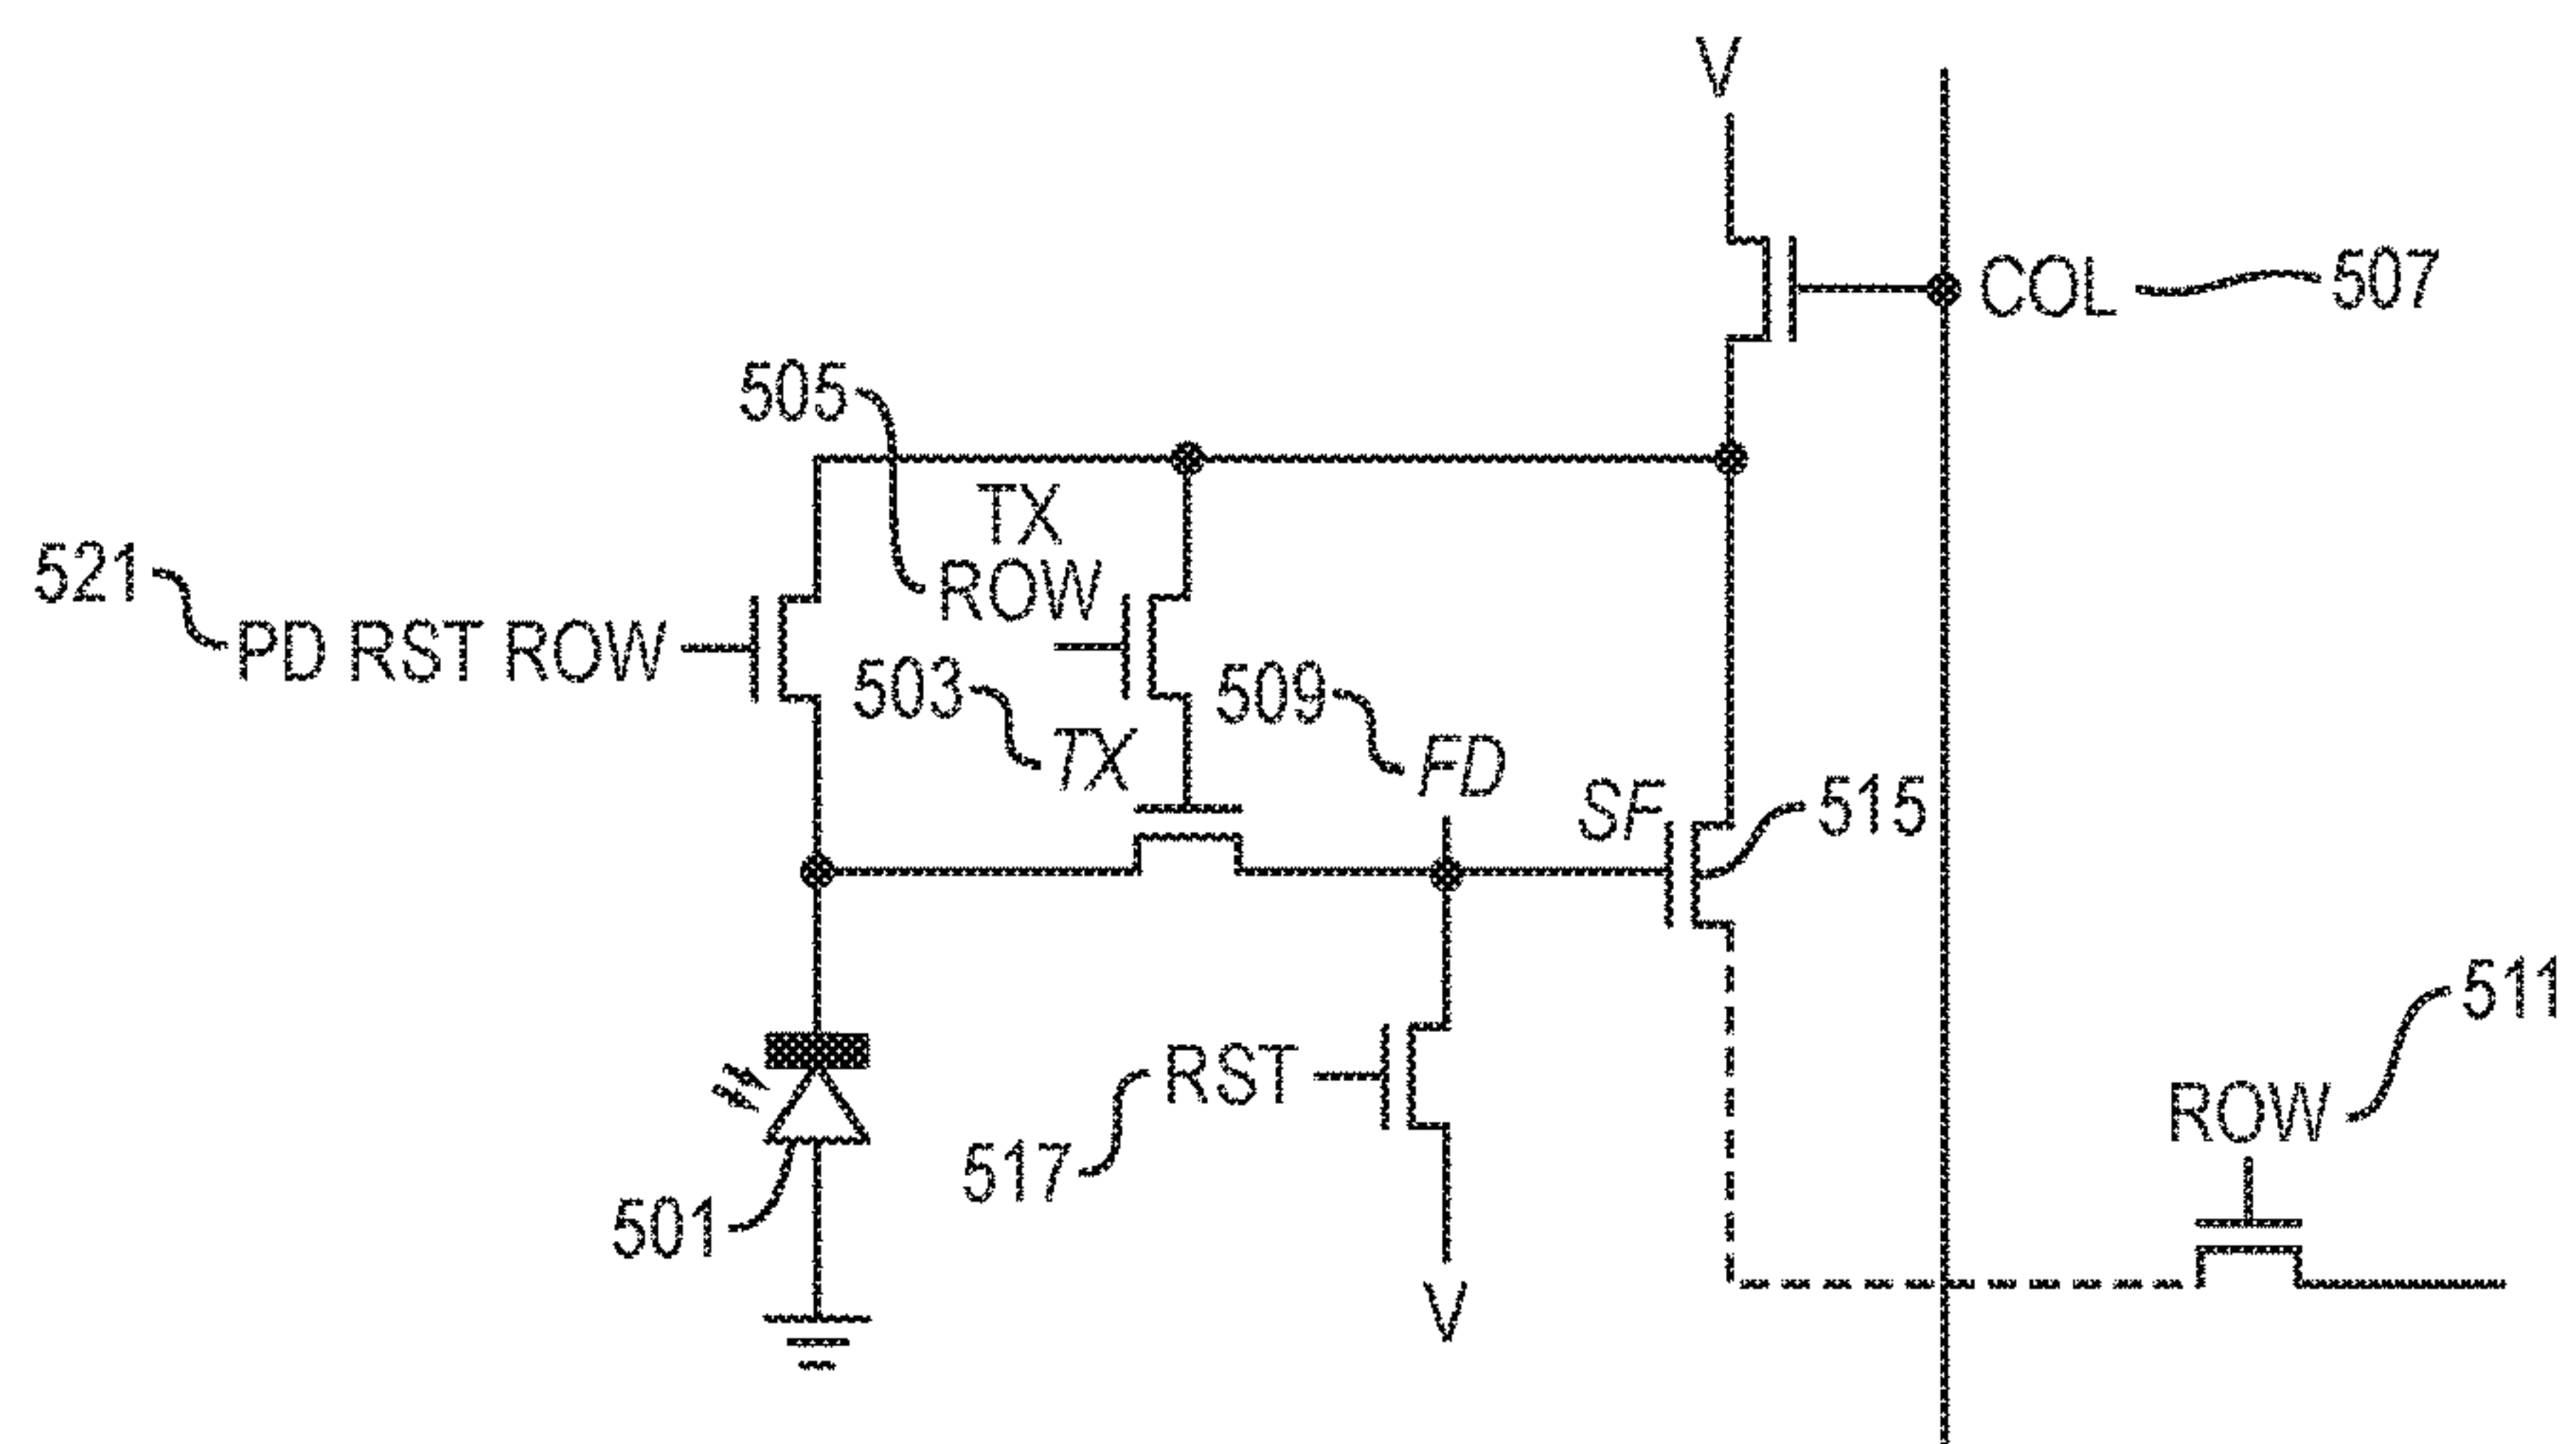 V
COL 507
505
TX
ROW
521
PD RST ROW
503
TX
509
FD
SF
515
511
ROW
RST
517
501
V